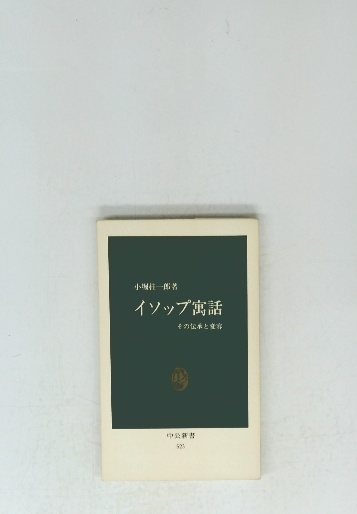 小堀桂一郎著
イソップ寓話
その伝承と変容
中公新書
523